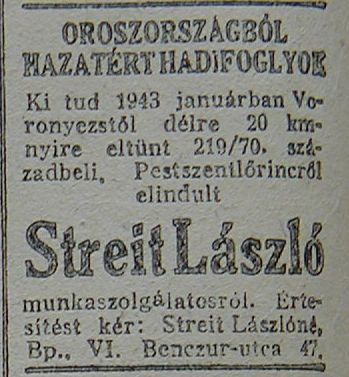 OROSZORSZÁGBÓL
HAZATÉRT HADIFOGLYOK
Ki tud 1943 januárban Vo-
ronyezstől délre 20 km-
nyire eltünt 219/70. szá-
zadbeli, Pestszentlőrincről
elindult
Streit László
munkaszolgálatosról. Érte-
sítést kér: Streit Lászlóné,
Bp., VI. Benczur-utca 47.